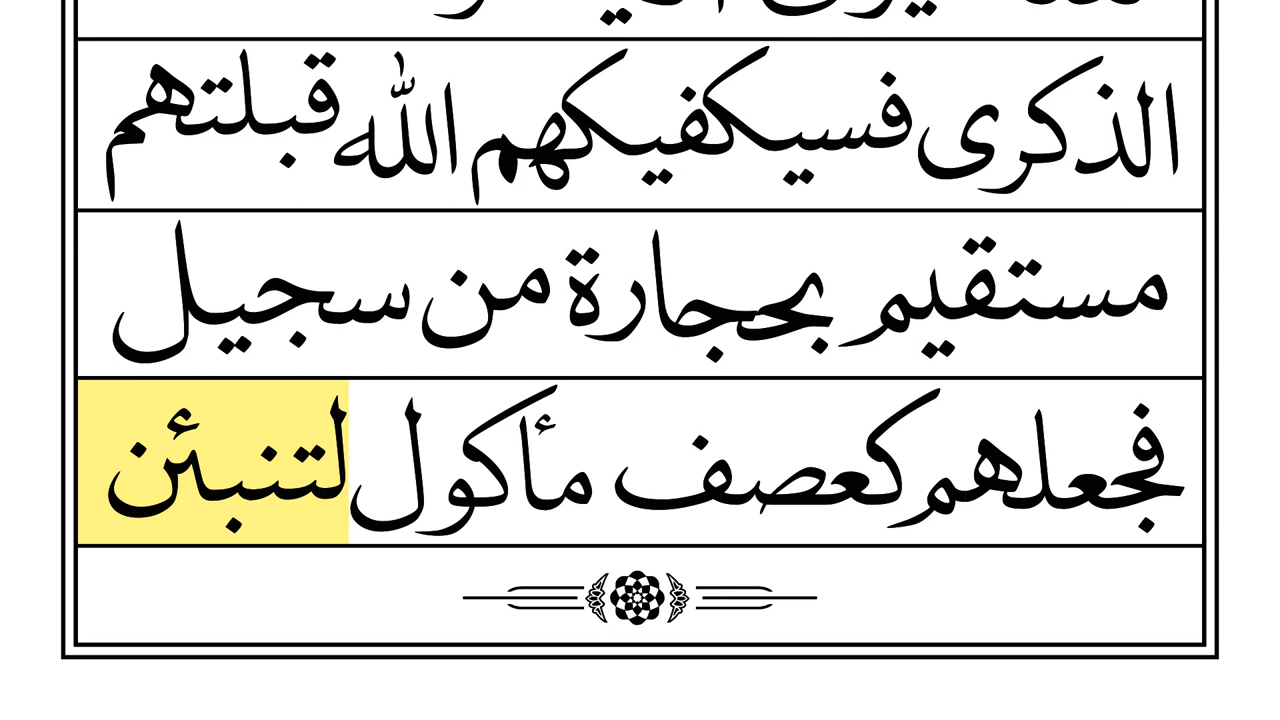 الذكرى فسيكفيكهم الله قبلتهم
مستقيم بحجارة من سجيل
فجعلهم كعصف مأكول لتنبئن